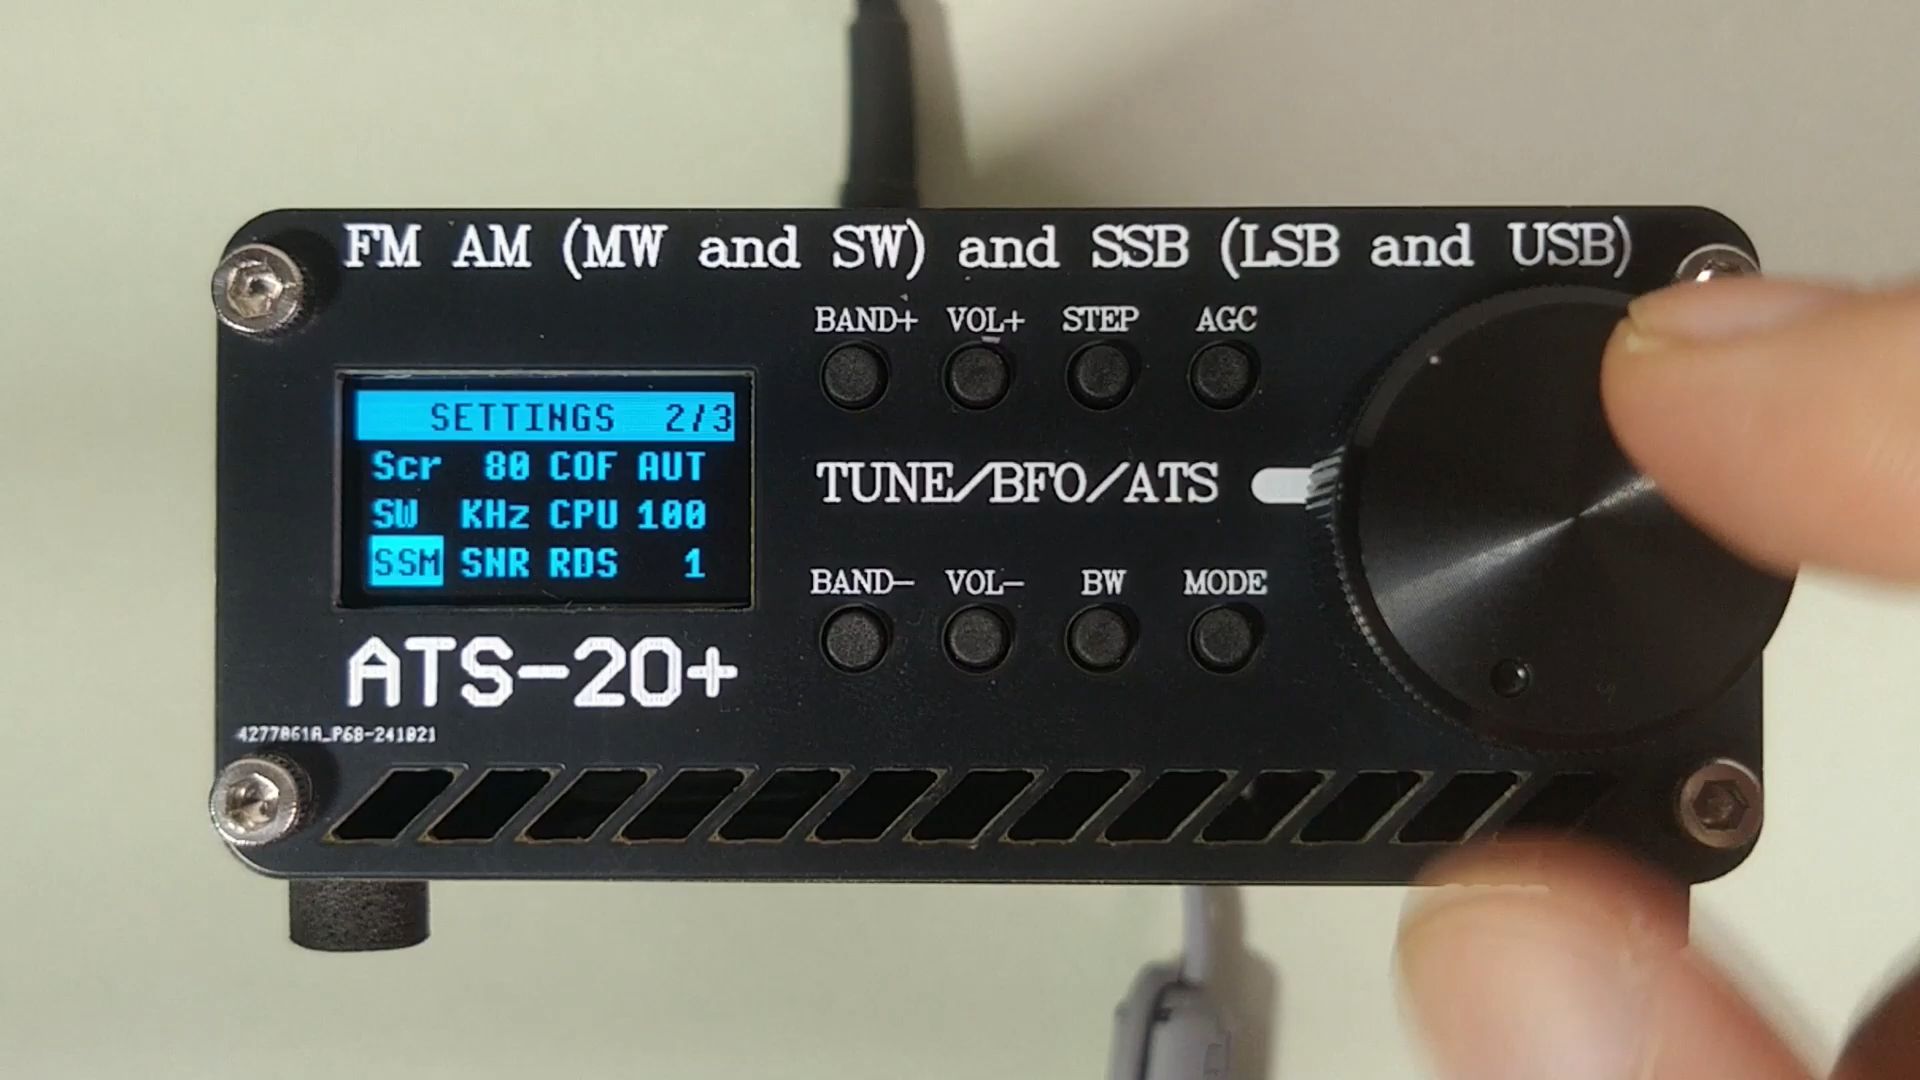 FM AM (MW and SW) and SSB (LSB and USB)
BAND+ VOL+ STEP AGC
SETTINGS 2/3
Scr 80 COF AUT
SW KHz CPU 100
SSM SNR RDS 1
TUNE/BFO/ATS
BAND- VOL- BW MODE
ATS-20+
4277061A_P68-241021